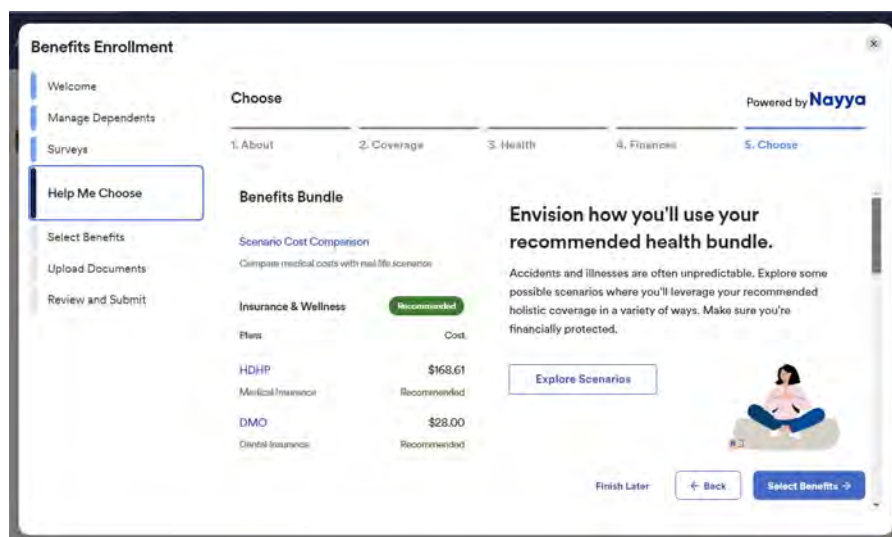 Benefits Enrollment
×
Welcome
Manage Dependents
Surveys
Help Me Choose
Select Benefits
Upload Documents
Review and Submit
Choose
Powered by Nayya
1. About
2. Coverage
3. Health
4. Finances
5. Choose
Benefits Bundle
Scenario Cost Comparison
Compare medical costs with real life scenarios
Insurance & Wellness
Recommended
Plans
Cost
HDHP
$168.61
Medical Insurance
Recommended
DMO
$28.00
Dental Insurance
Recommended
Envision how you'll use your
recommended health bundle.
Accidents and illnesses are often unpredictable. Explore some
possible scenarios where you'll leverage your recommended
holistic coverage in a variety of ways. Make sure you're
financially protected.
Explore Scenarios
Finish Later
← Back
Select Benefits →